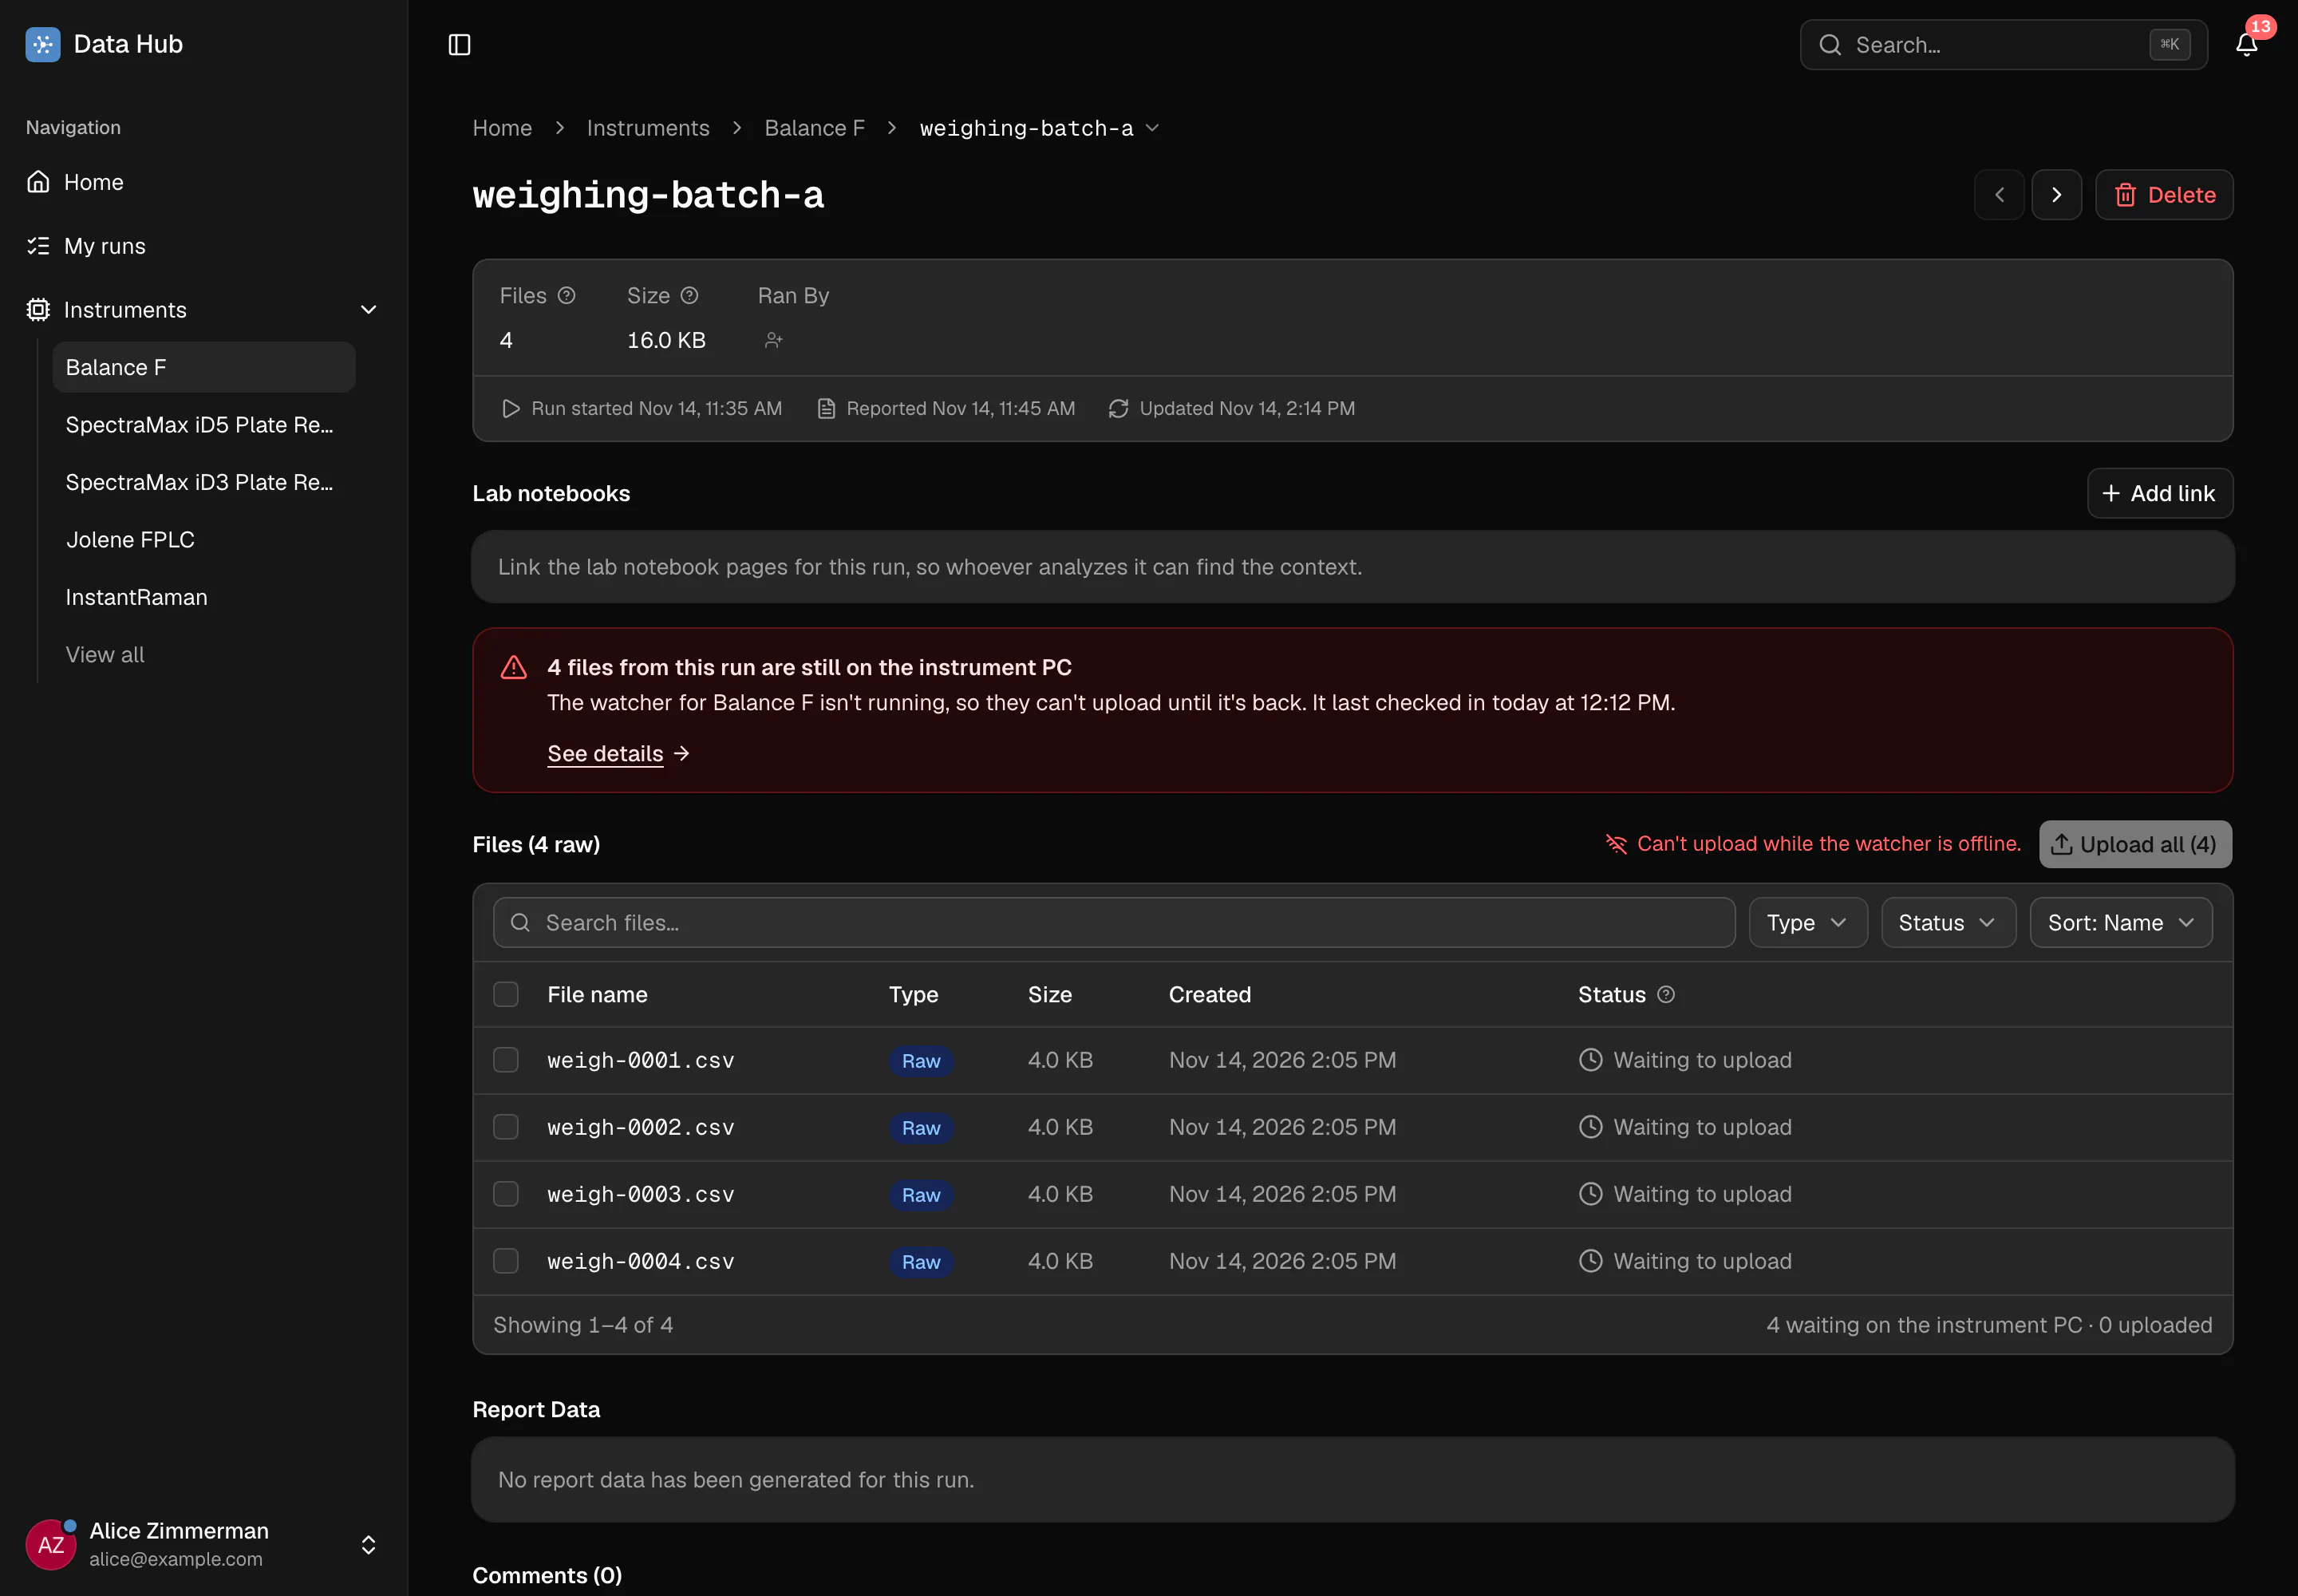 Data Hub
Search...
⌘K
13
Navigation
Home
My runs
Instruments
Balance F
SpectraMax iD5 Plate Re...
SpectraMax iD3 Plate Re...
Jolene FPLC
InstantRaman
View all
AZ
Alice Zimmerman
alice@example.com
Home > Instruments > Balance F > weighing-batch-a
weighing-batch-a
Delete
Files
Size
Ran By
4
16.0 KB
Run started Nov 14, 11:35 AM
Reported Nov 14, 11:45 AM
Updated Nov 14, 2:14 PM
Lab notebooks
Add link
Link the lab notebook pages for this run, so whoever analyzes it can find the context.
4 files from this run are still on the instrument PC
The watcher for Balance F isn't running, so they can't upload until it's back. It last checked in today at 12:12 PM.
See details →
Files (4 raw)
Can't upload while the watcher is offline.
Upload all (4)
Search files...
Type
Status
Sort: Name
File name Type Size Created Status
weigh-0001.csv Raw 4.0 KB Nov 14, 2026 2:05 PM Waiting to upload
weigh-0002.csv Raw 4.0 KB Nov 14, 2026 2:05 PM Waiting to upload
weigh-0003.csv Raw 4.0 KB Nov 14, 2026 2:05 PM Waiting to upload
weigh-0004.csv Raw 4.0 KB Nov 14, 2026 2:05 PM Waiting to upload
Showing 1–4 of 4
4 waiting on the instrument PC · 0 uploaded
Report Data
No report data has been generated for this run.
Comments (0)